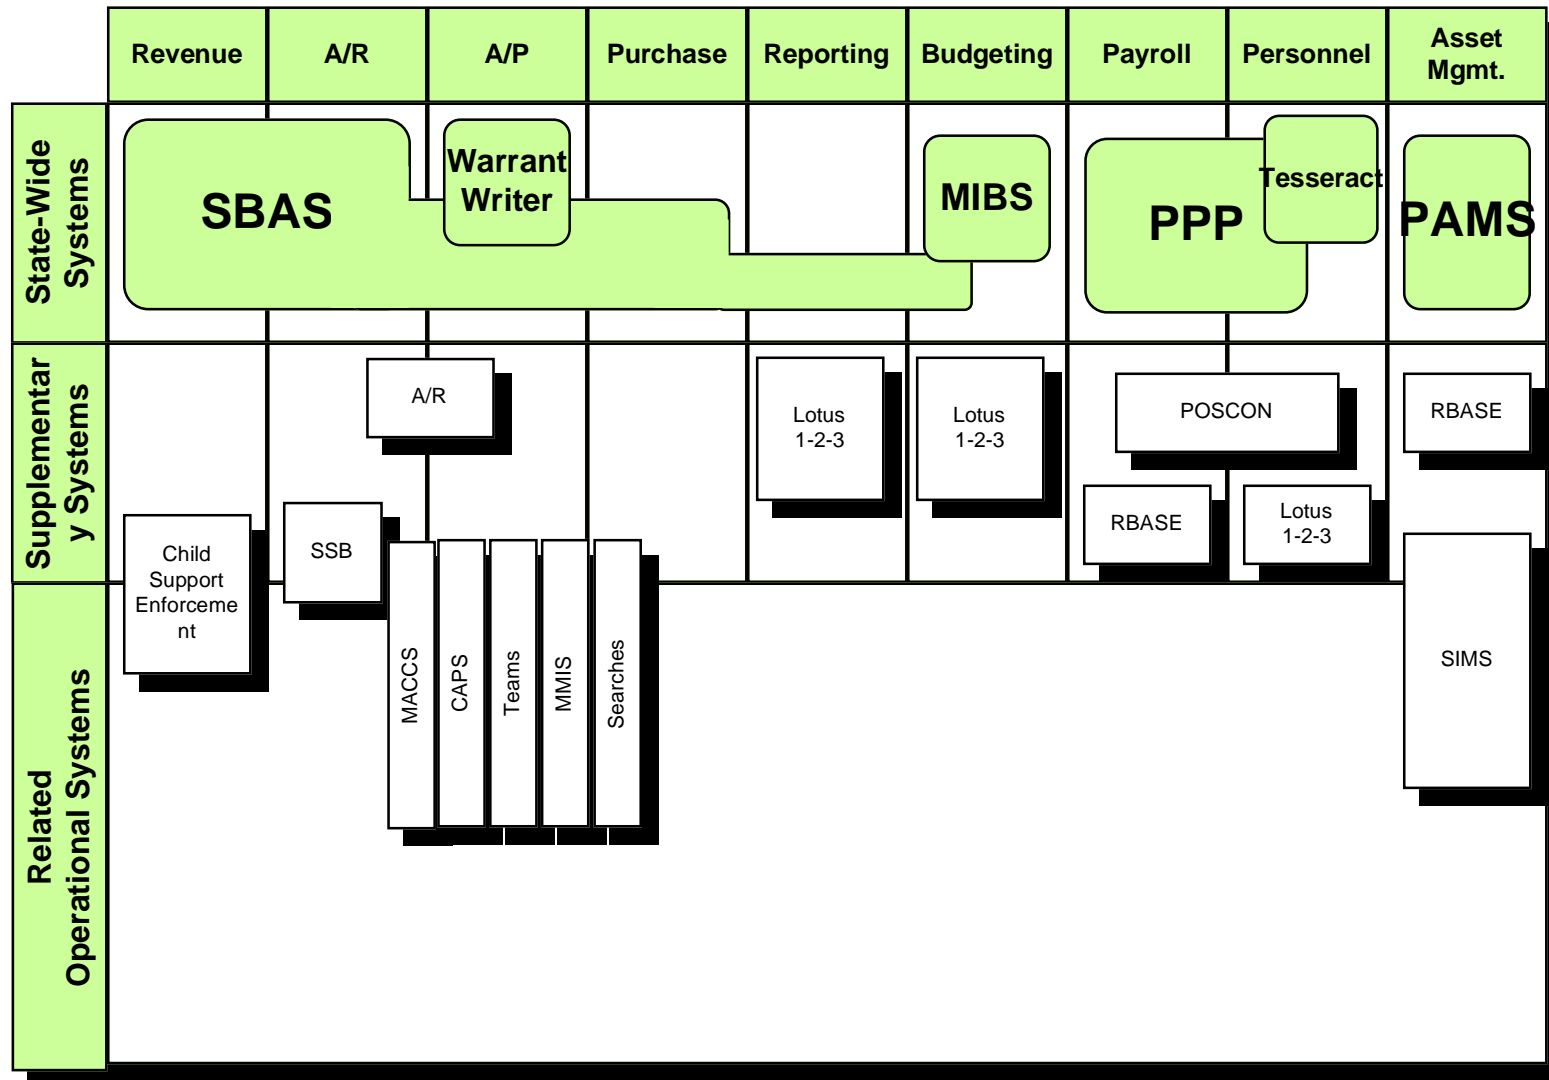 Revenue
A/R
A/P
Purchase
Reporting
Budgeting
Payroll
Personnel
Asset
Mgmt.
State-Wide
Systems
SBAS
Warrant
Writer
MIBS
PPP
Tesseract
PAMS
Supplementar
y Systems
A/R
Lotus
1-2-3
Lotus
1-2-3
POSCON
RBASE
RBASE
Lotus
1-2-3
Child
Support
Enforceme
nt
SSB
MACCS
CAPS
Teams
MMIS
Searches
SIMS
Related
Operational Systems